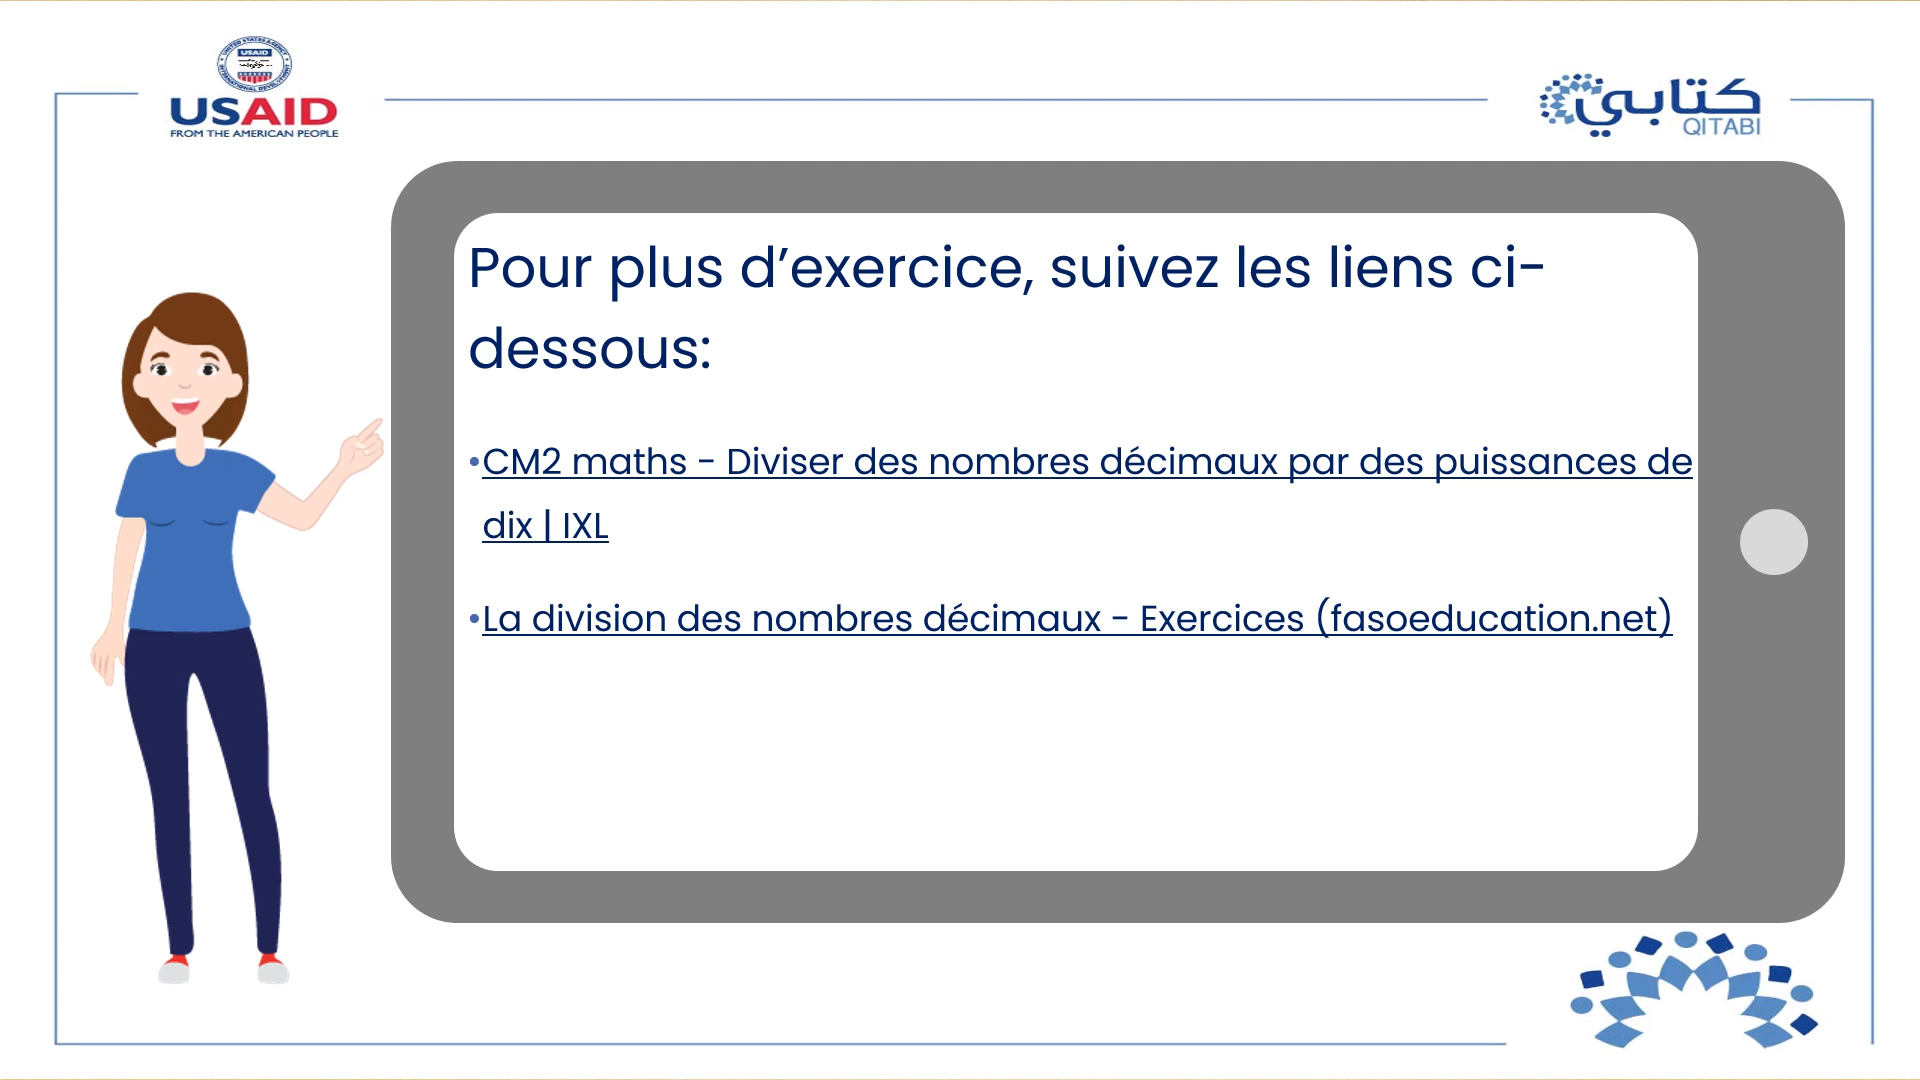 USAID
USAID
FROM THE AMERICAN PEOPLE
كتابي
QITABI
Pour plus d’exercice, suivez les liens ci-
dessous:
•CM2 maths - Diviser des nombres décimaux par des puissances de
dix | IXL
•La division des nombres décimaux - Exercices (fasoeducation.net)